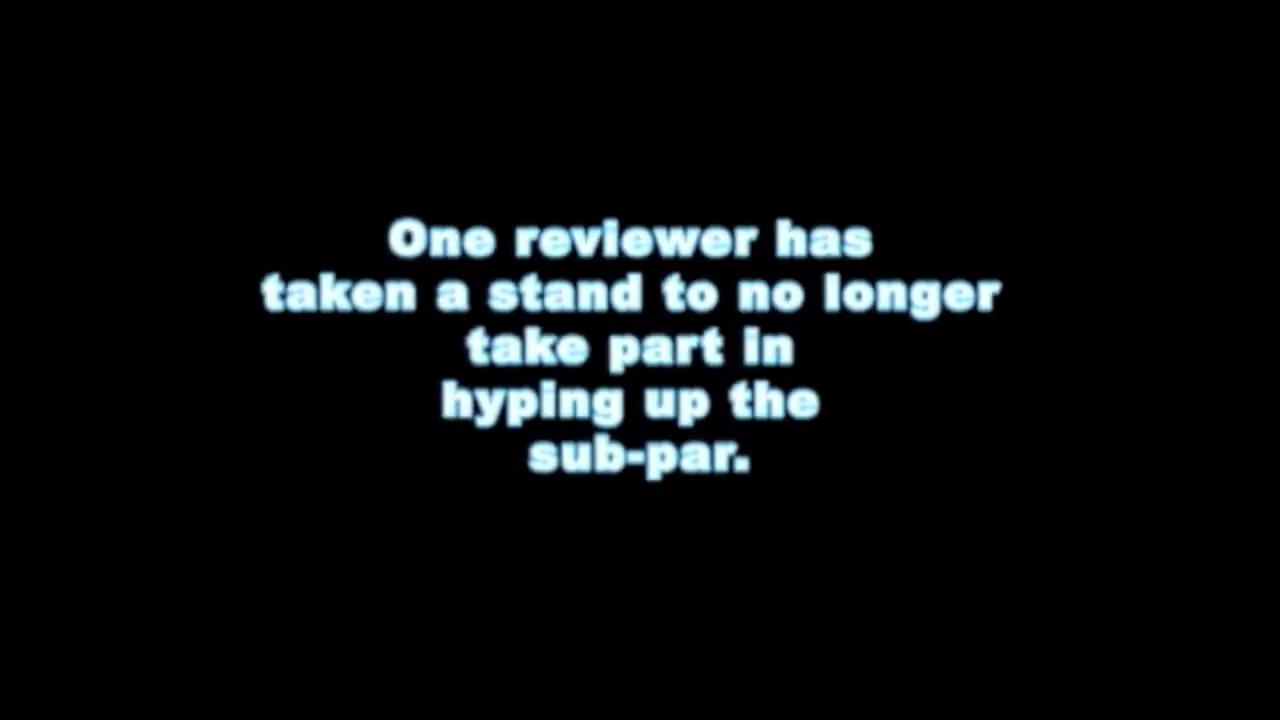 One reviewer has
taken a stand to no longer
take part in
hyping up the
sub-par.